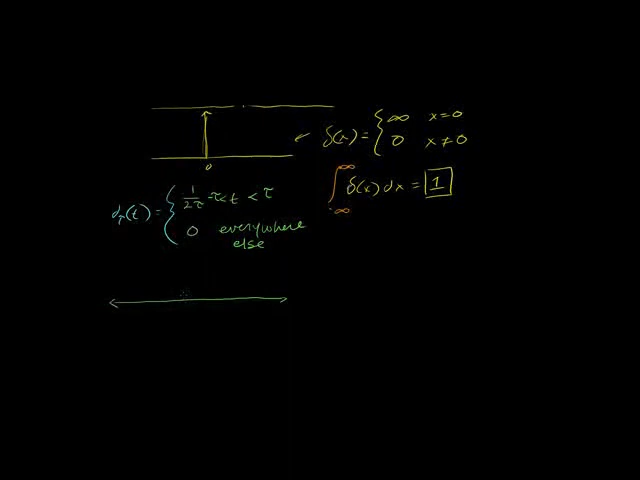 0
δ(x) = { ∞ x=0
0 x≠0
∫_{-∞}^{∞} δ(x) dx = 1
d_τ(t) = { 1/2τ -τ < t < τ
0 everywhere
else